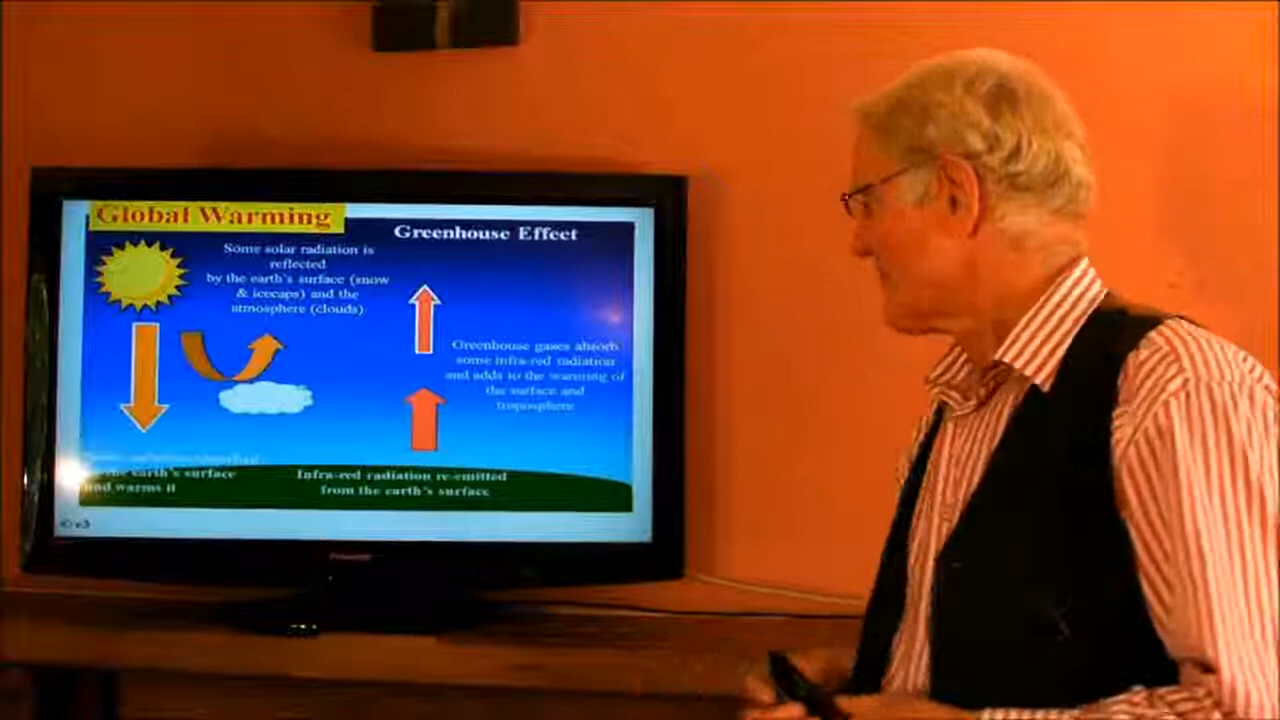 Global Warming
Greenhouse Effect
Some solar radiation is
reflected
by the earth's surface (snow
& icecaps) and the
atmosphere (clouds)
Greenhouse gases absorb
some infra-red radiation
and adds to the warming of
the surface and
troposphere
the earth's surface
and warms it
Infra-red radiation re-emitted
from the earth's surface